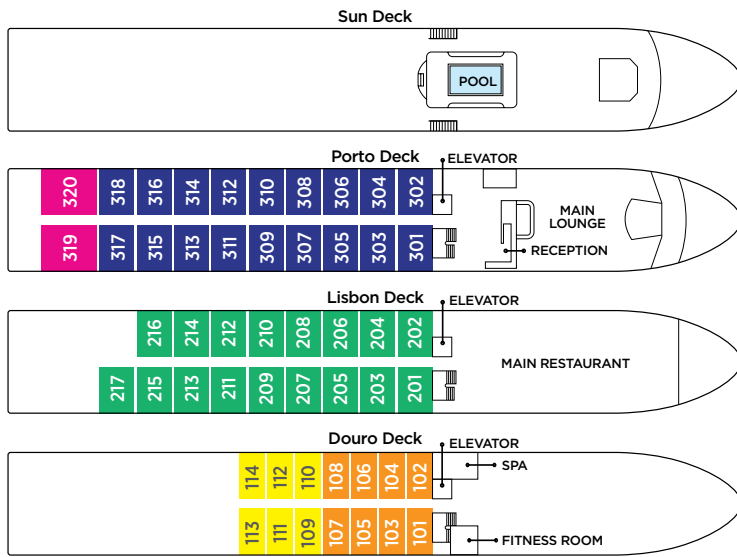 Sun Deck
POOL
Porto Deck
ELEVATOR
320 318 316 314 312 310 308 306 304 302
MAIN
LOUNGE
RECEPTION
319 317 315 313 311 309 307 305 303 301
Lisbon Deck
ELEVATOR
216 214 212 210 208 206 204 202
MAIN RESTAURANT
217 215 213 211 209 207 205 203 201
Douro Deck
ELEVATOR
114 112 110 108 106 104 102
SPA
113 111 109 107 105 103 101
FITNESS ROOM